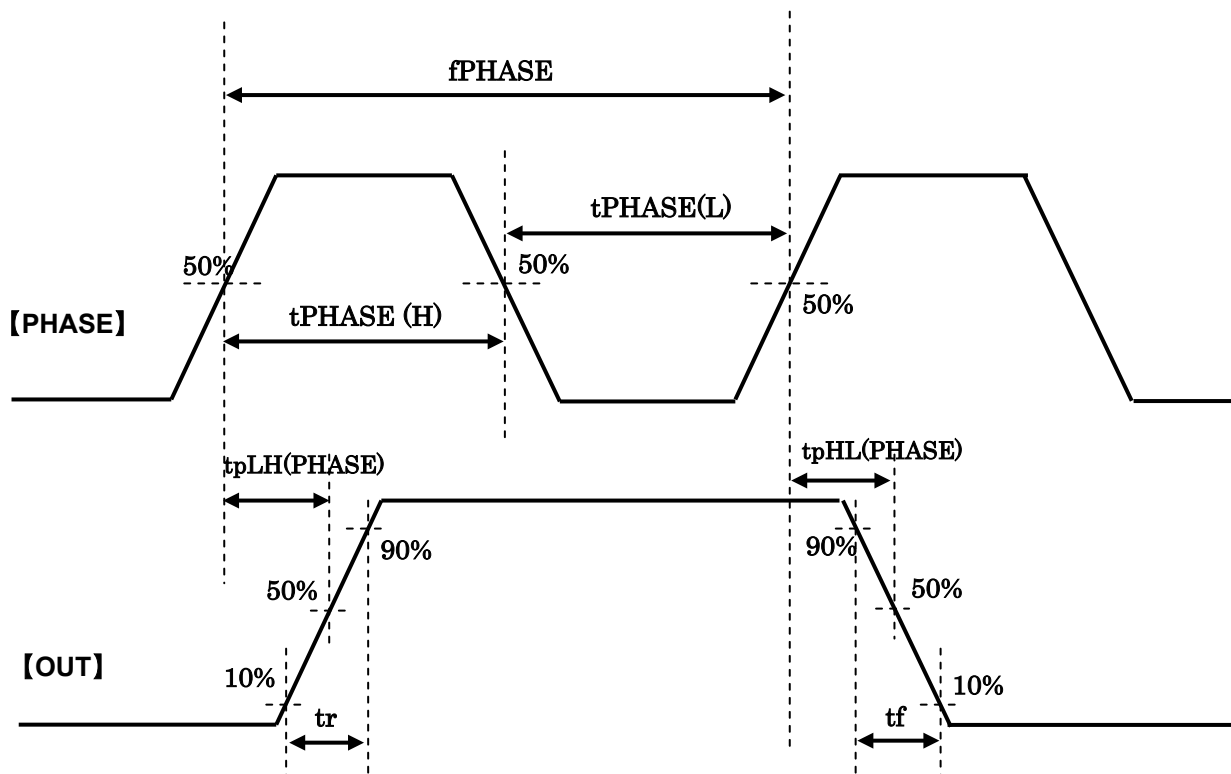 fPHASE
tPHASE(L)
50%
50%
50%
tPHASE (H)
【PHASE】
tpLH(PHASE)
tpHL(PHASE)
90%
90%
50%
50%
【OUT】
10%
10%
tr
tf